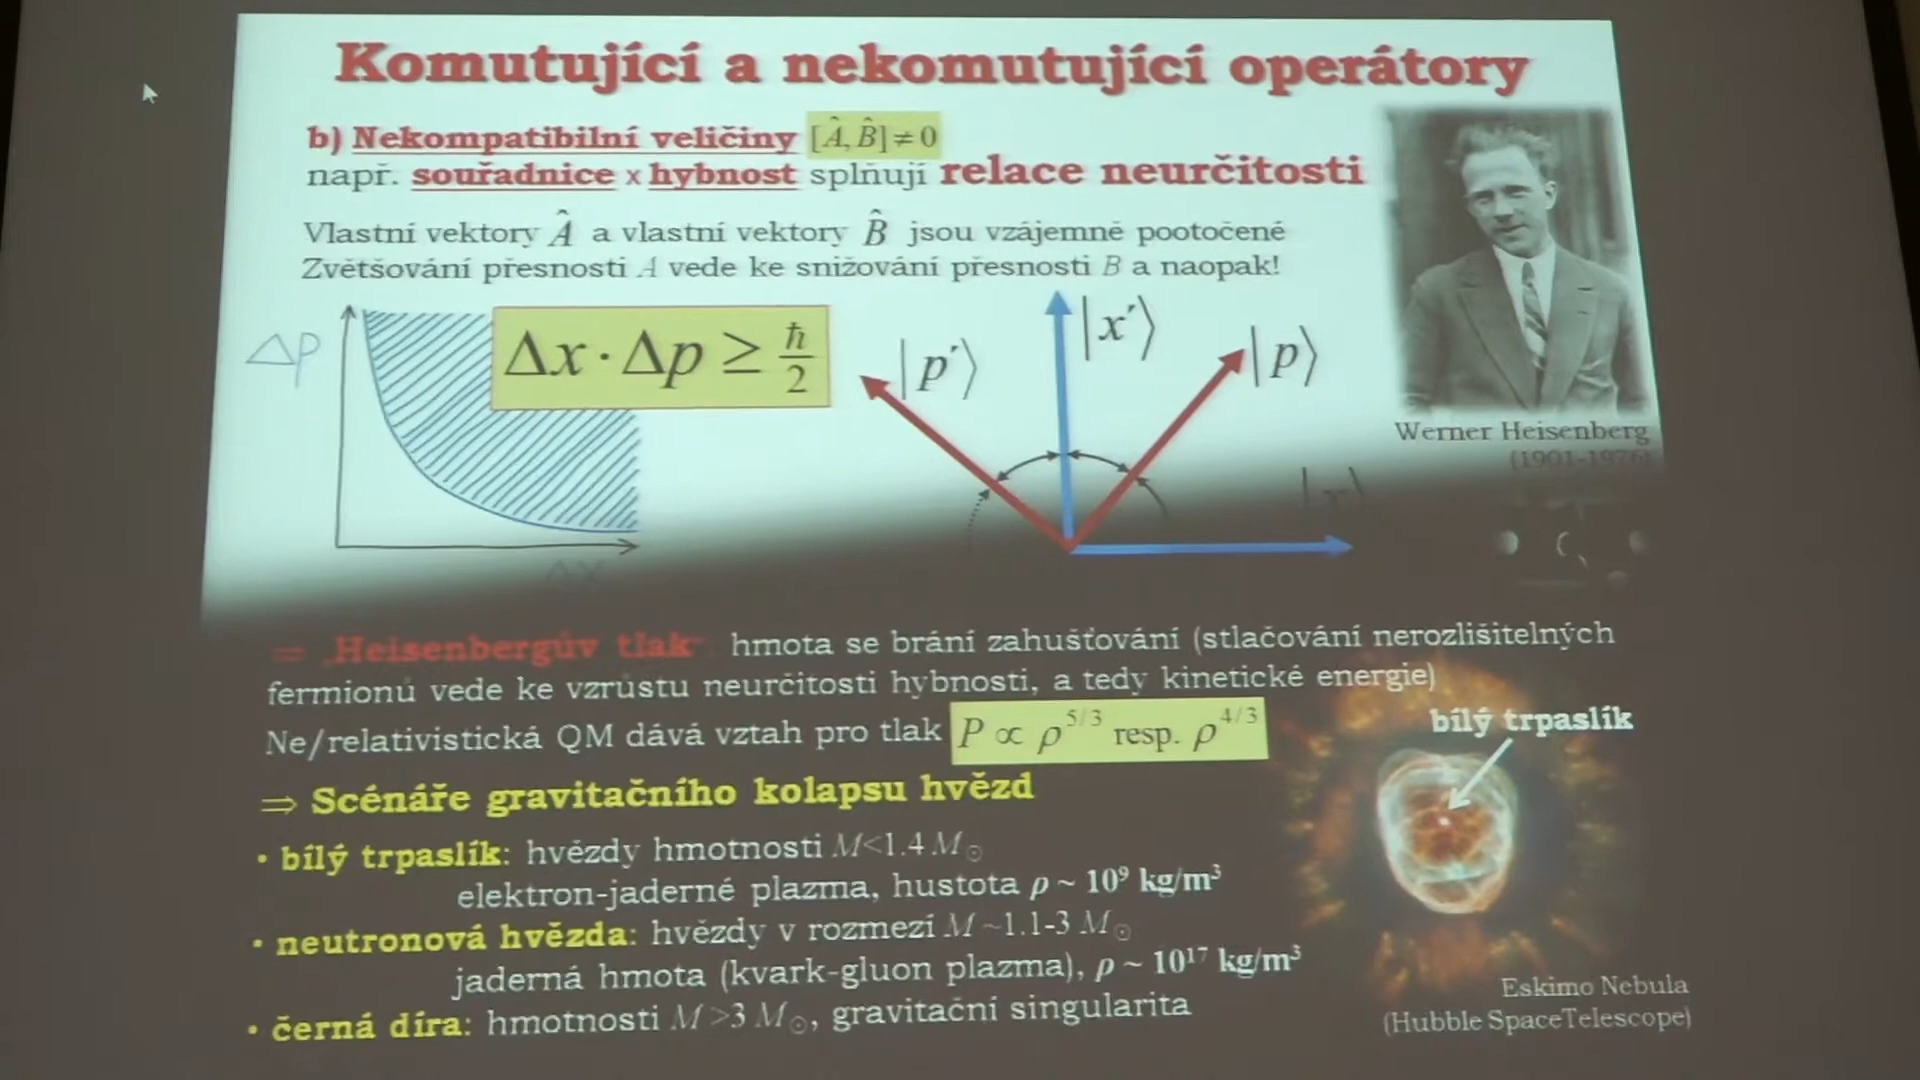 Komutující a nekomutující operátory
b) Nekompatibilní veličiny [Â, B̂] ≠ 0
např. souřadnice x hybnost splňují relace neurčitosti
Vlastní vektory Â a vlastní vektory B̂ jsou vzájemně pootočené
Zvětšování přesnosti A vede ke snižování přesnosti B a naopak!
Δp
Δx · Δp ≥ ħ/2
|p´⟩
|x´⟩
|p⟩
|x⟩
Δx
Werner Heisenberg
(1901-1976)
⇒ „Heisenbergův tlak“ hmota se brání zahušťování (stlačování nerozlišitelných
fermionů vede ke vzrůstu neurčitosti hybnosti, a tedy kinetické energie)
Ne/relativistická QM dává vztah pro tlak P ∝ ρ^5/3 resp. ρ^4/3
bílý trpaslík
⇒ Scénáře gravitačního kolapsu hvězd
• bílý trpaslík: hvězdy hmotnosti M<1.4 M☉
elektron-jaderné plazma, hustota ρ ~ 10⁹ kg/m³
• neutronová hvězda: hvězdy v rozmezí M ~1.1-3 M☉
jaderná hmota (kvark-gluon plazma), ρ ~ 10¹⁷ kg/m³
• černá díra: hmotnosti M >3 M☉, gravitační singularita
Eskimo Nebula
(Hubble SpaceTelescope)